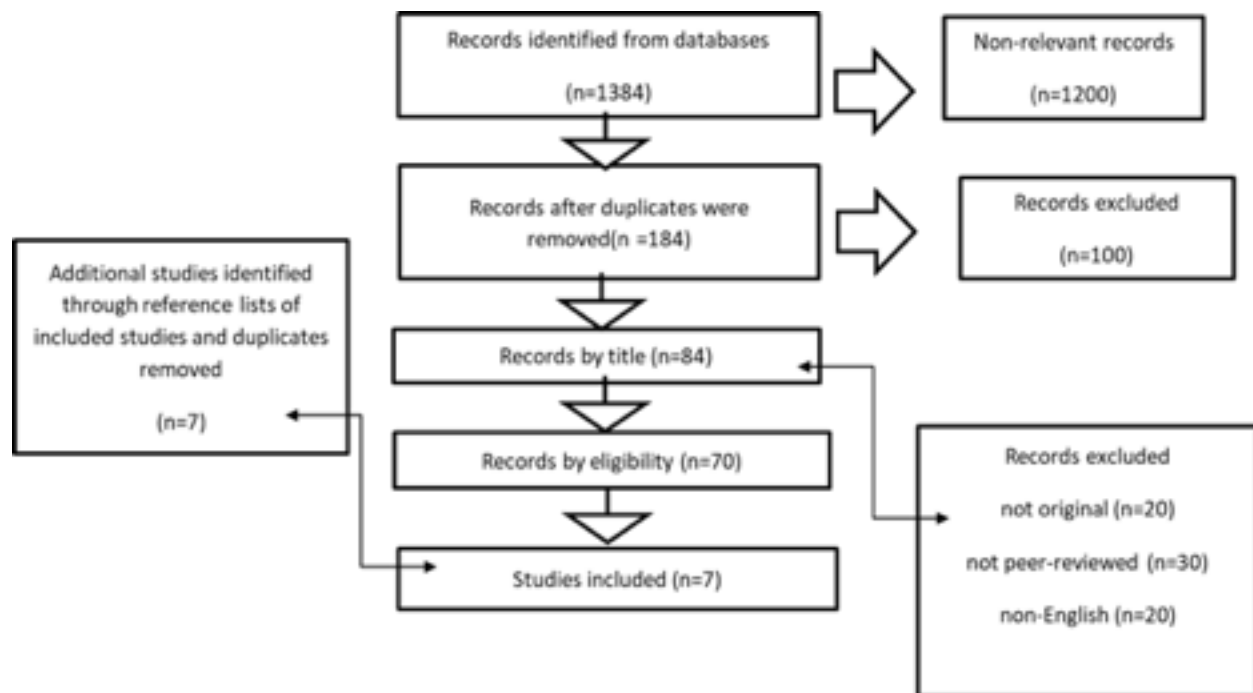 Records identified from databases
(n=1384)
Non-relevant records
(n=1200)
Records after duplicates were
removed(n =184)
Records excluded
(n=100)
Additional studies identified
through reference lists of
included studies and duplicates
removed
(n=7)
Records by title (n=84)
Records by eligibility (n=70)
Records excluded
not original (n=20)
not peer-reviewed (n=30)
non-English (n=20)
Studies included (n=7)